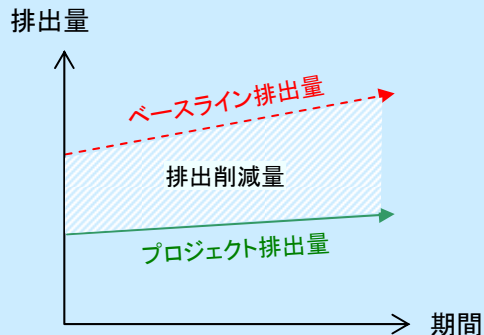 排出量
ベースライン排出量
排出削減量
プロジェクト排出量
期間